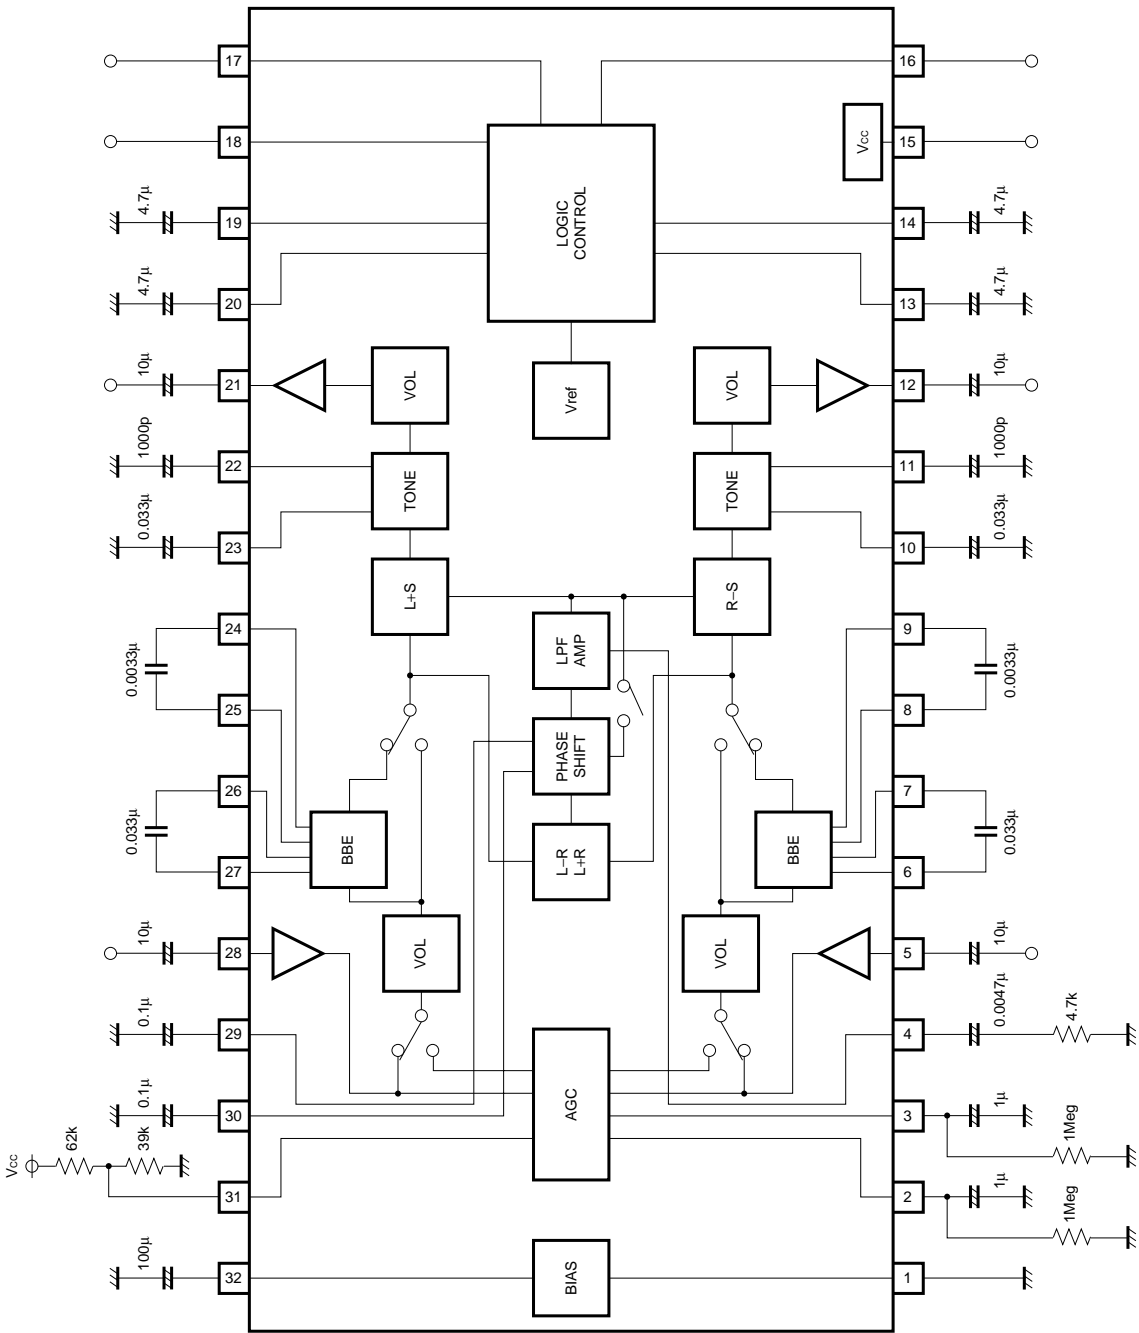 17
16
18
15
Vcc
4.7μ
19
LOGIC
CONTROL
14
4.7μ
4.7μ
20
13
4.7μ
10μ
21
VOL
Vref
VOL
12
10μ
1000p
22
TONE
TONE
11
1000p
0.033μ
23
10
0.033μ
L+S
R−S
24
LPF
AMP
9
0.0033μ
0.0033μ
25
8
PHASE
SHIFT
26
7
0.033μ
BBE
L−R
L+R
BBE
0.033μ
27
6
10μ
28
VOL
VOL
5
10μ
0.1μ
29
4
0.0047μ
4.7k
0.1μ
30
AGC
3
1μ
1Meg
Vcc
62k
39k
31
2
1μ
1Meg
100μ
32
BIAS
1